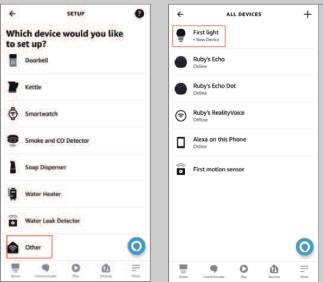 SETUP
Which device would you like
to set up?
Doorbell
Kettle
Smartwatch
Smoke and CO Detector
Soap Dispenser
Water Heater
Water Leak Detector
Other
Home
Communicate
Play
Devices
More
ALL DEVICES
First light
• New Device
Ruby's Echo
Online
Ruby's Echo Dot
Online
Ruby's RealityVoice
Offline
Alexa on this Phone
Online
First motion sensor
Home
Communicate
Play
Devices
More